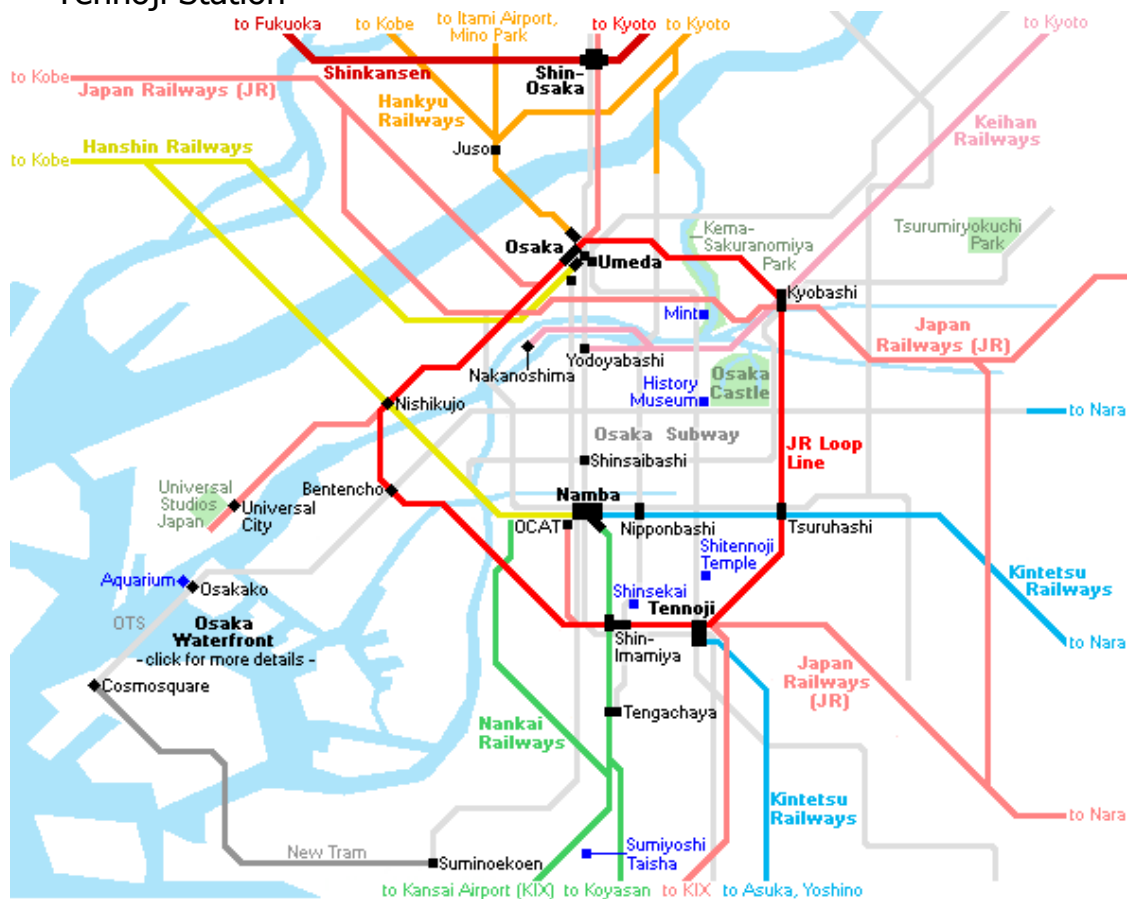 Tennoji Station
to Fukuoka
to Kobe
to Itami Airport,
Mino Park
to Kyoto
to Kyoto
to Kyoto
to Kobe
Shinkansen
Shin-
Osaka
Japan Railways (JR)
Hankyu
Railways
Keihan
Railways
Juso
Hanshin Railways
to Kobe
Osaka
Umeda
Kema-
Sakuranomiya
Park
Tsurumiryokuchi
Park
Kyobashi
Mint
Japan
Railways (JR)
Yodoyabashi
Nakanoshima
Osaka
Castle
History
Museum
Nishikujo
to Nara
Osaka Subway
JR Loop
Line
Shinsaibashi
Universal
Studios
Japan
Universal
City
Bentencho
Namba
OCAT
Nipponbashi
Tsuruhashi
Shitennoji
Temple
Aquarium
Osakako
Shinsekai
Kintetsu
Railways
Tennoji
OTS
Osaka
Waterfront
- click for more details -
Shin-
Imamiya
to Nara
Cosmosquare
Japan
Railways
(JR)
Tengachaya
Nankai
Railways
Kintetsu
Railways
to Nara
New Tram
Suminoekoen
Sumiyoshi
Taisha
to Kansai Airport (KIX)
to Koyasan
to KIX
to Asuka, Yoshino